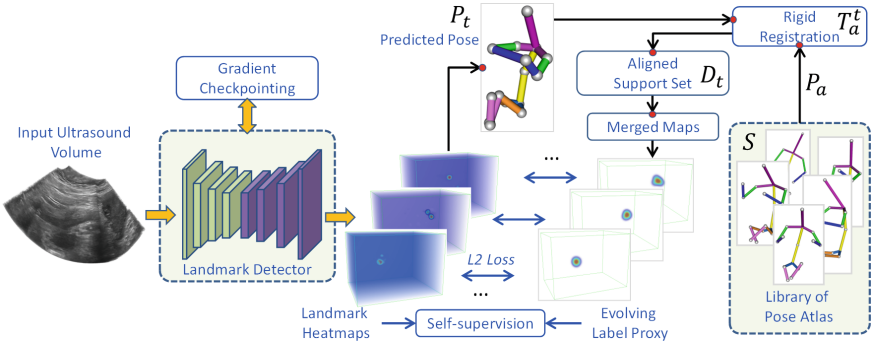 P_t
Predicted Pose
Rigid
Registration
T_a^t
Gradient
Checkpointing
Aligned
Support Set
D_t
P_a
Input Ultrasound
Volume
Merged Maps
S
...
Landmark Detector
L2 Loss
...
Library of
Pose Atlas
Landmark
Heatmaps
Self-supervision
Evolving
Label Proxy